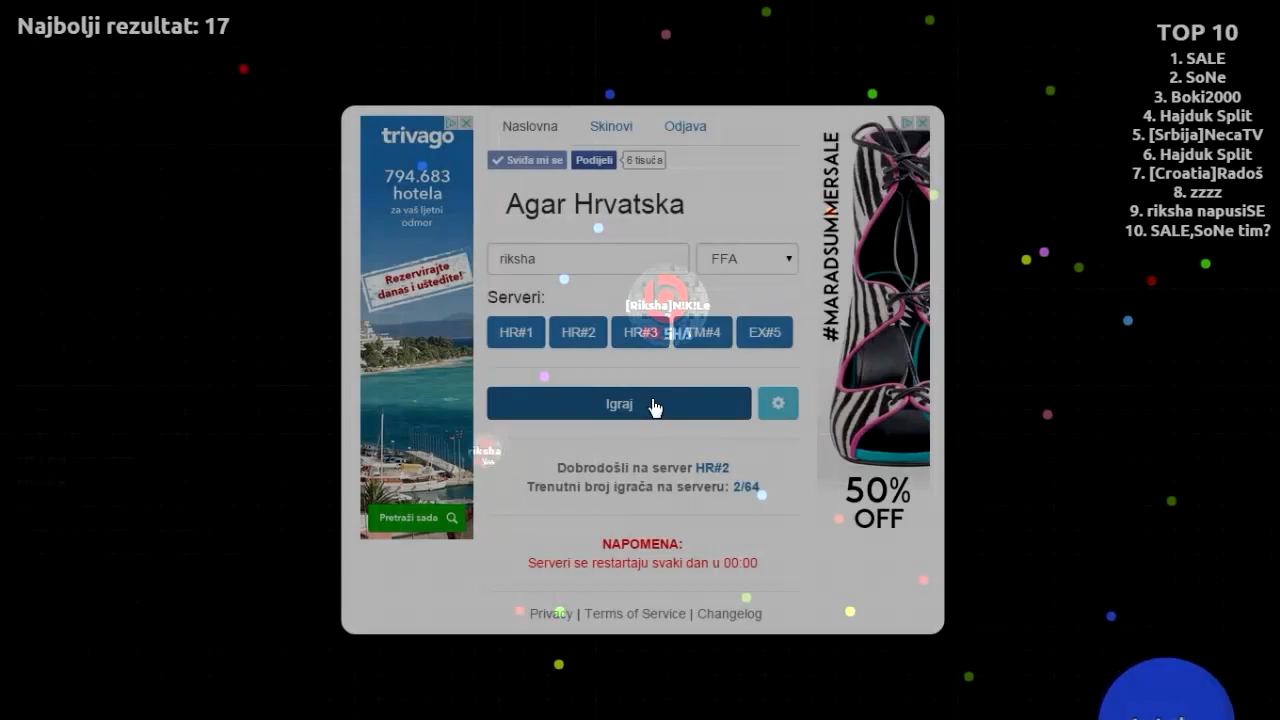 Najbolji rezultat: 17
TOP 10
1. SALE
2. SoNe
3. Boki2000
4. Hajduk Split
5. [Srbija]NecaTV
6. Hajduk Split
7. [Croatia]Radoš
8. zzzz
9. riksha napusiSE
10. SALE,SoNe tim?
trivago
794.683
hotela
za vaš ljetni
odmor
Rezervirajte
danas i uštedite!
Pretraži sada
Naslovna Skinovi Odjava
Sviđa mi se Podijeli 6 tisuća
Agar Hrvatska
riksha FFA
[Riksha]N!K!Le
Serveri:
HR#1 HR#2 HR#3 TM#4 EX#5
Igraj
riksha
Dobrodošli na server HR#2
Trenutni broj igrača na serveru: 2/64
NAPOMENA:
Serveri se restartaju svaki dan u 00:00
Privacy | Terms of Service | Changelog
#MARADSUMMERSALE
50%
OFF